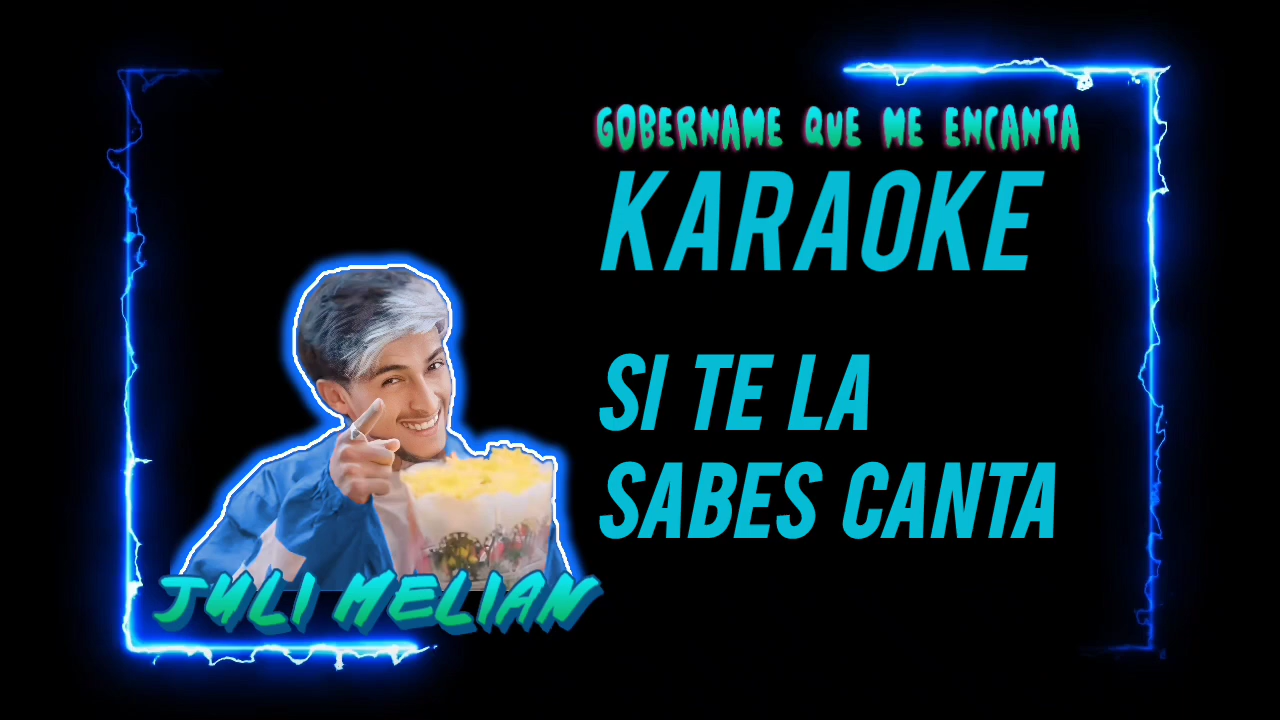 GOBERNAME QUE ME ENCANTA
KARAOKE
SI TE LA
SABES CANTA
JULI MELIAN